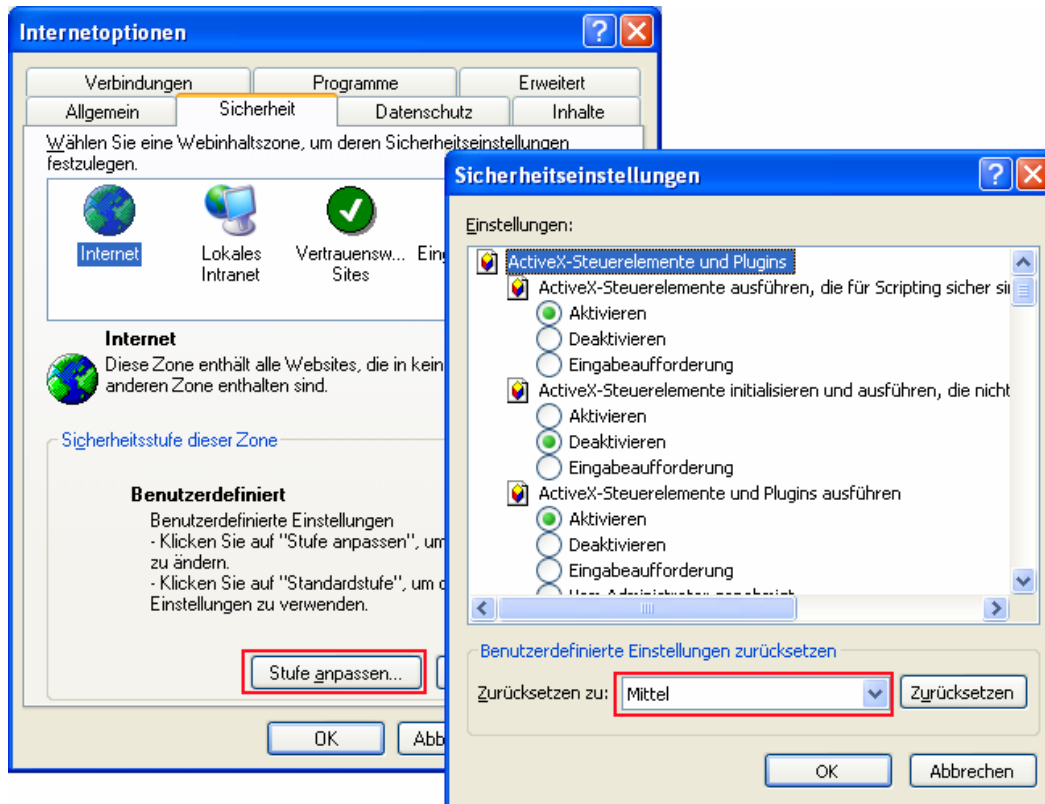 Internetoptionen
Verbindungen Programme Erweitert
Allgemein Sicherheit Datenschutz Inhalte
Wählen Sie eine Webinhaltszone, um deren Sicherheitseinstellungen
festzulegen.
Internet
Lokales
Intranet
Vertrauensw...
Sites
Internet
Diese Zone enthält alle Websites, die in kein
anderen Zone enthalten sind.
Sicherheitsstufe dieser Zone
Benutzerdefiniert
Benutzerdefinierte Einstellungen
- Klicken Sie auf "Stufe anpassen", um
zu ändern.
- Klicken Sie auf "Standardstufe", um
Einstellungen zu verwenden.
Stufe anpassen...
OK Abb
Sicherheitseinstellungen
Einstellungen:
ActiveX-Steuerelemente und Plugins
ActiveX-Steuerelemente ausführen, die für Scripting sicher
Aktivieren
Deaktivieren
Eingabeaufforderung
ActiveX-Steuerelemente initialisieren und ausführen, die nicht
Aktivieren
Deaktivieren
Eingabeaufforderung
ActiveX-Steuerelemente und Plugins ausführen
Aktivieren
Deaktivieren
Eingabeaufforderung
Benutzerdefinierte Einstellungen zurücksetzen
Zurücksetzen zu: Mittel Zurücksetzen
OK Abbrechen